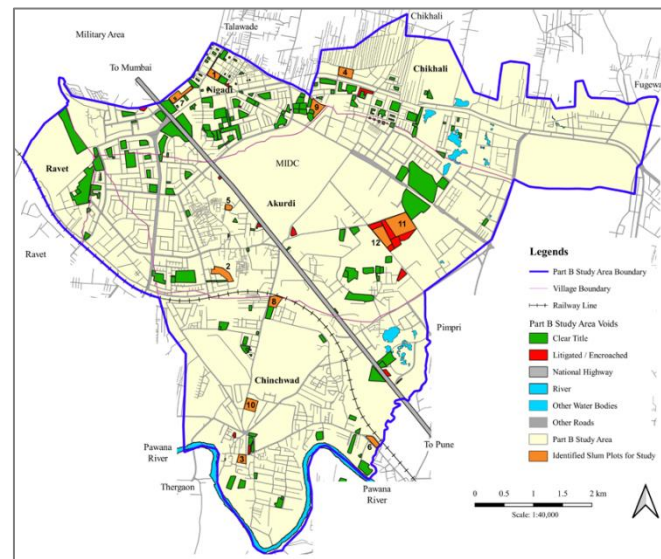 Chikhali
Talawade
Military Area
To Mumbai
Chikhali
Fugewa
4
1
Nigadi
9
MIDC
Ravet
Akurdi
5
11
12
Ravet
2
8
Pimpri
Chinchwad
10
To Pune
6
3
Pawana
River
Thergaon
Pawana
River
Legends
Part B Study Area Boundary
Village Boundary
Railway Line
Part B Study Area Voids
Clear Title
Litigated / Encroached
National Highway
River
Other Water Bodies
Other Roads
Part B Study Area
Identified Slum Plots for Study
0 0.5 1 1.5 2 km
Scale: 1:40,000